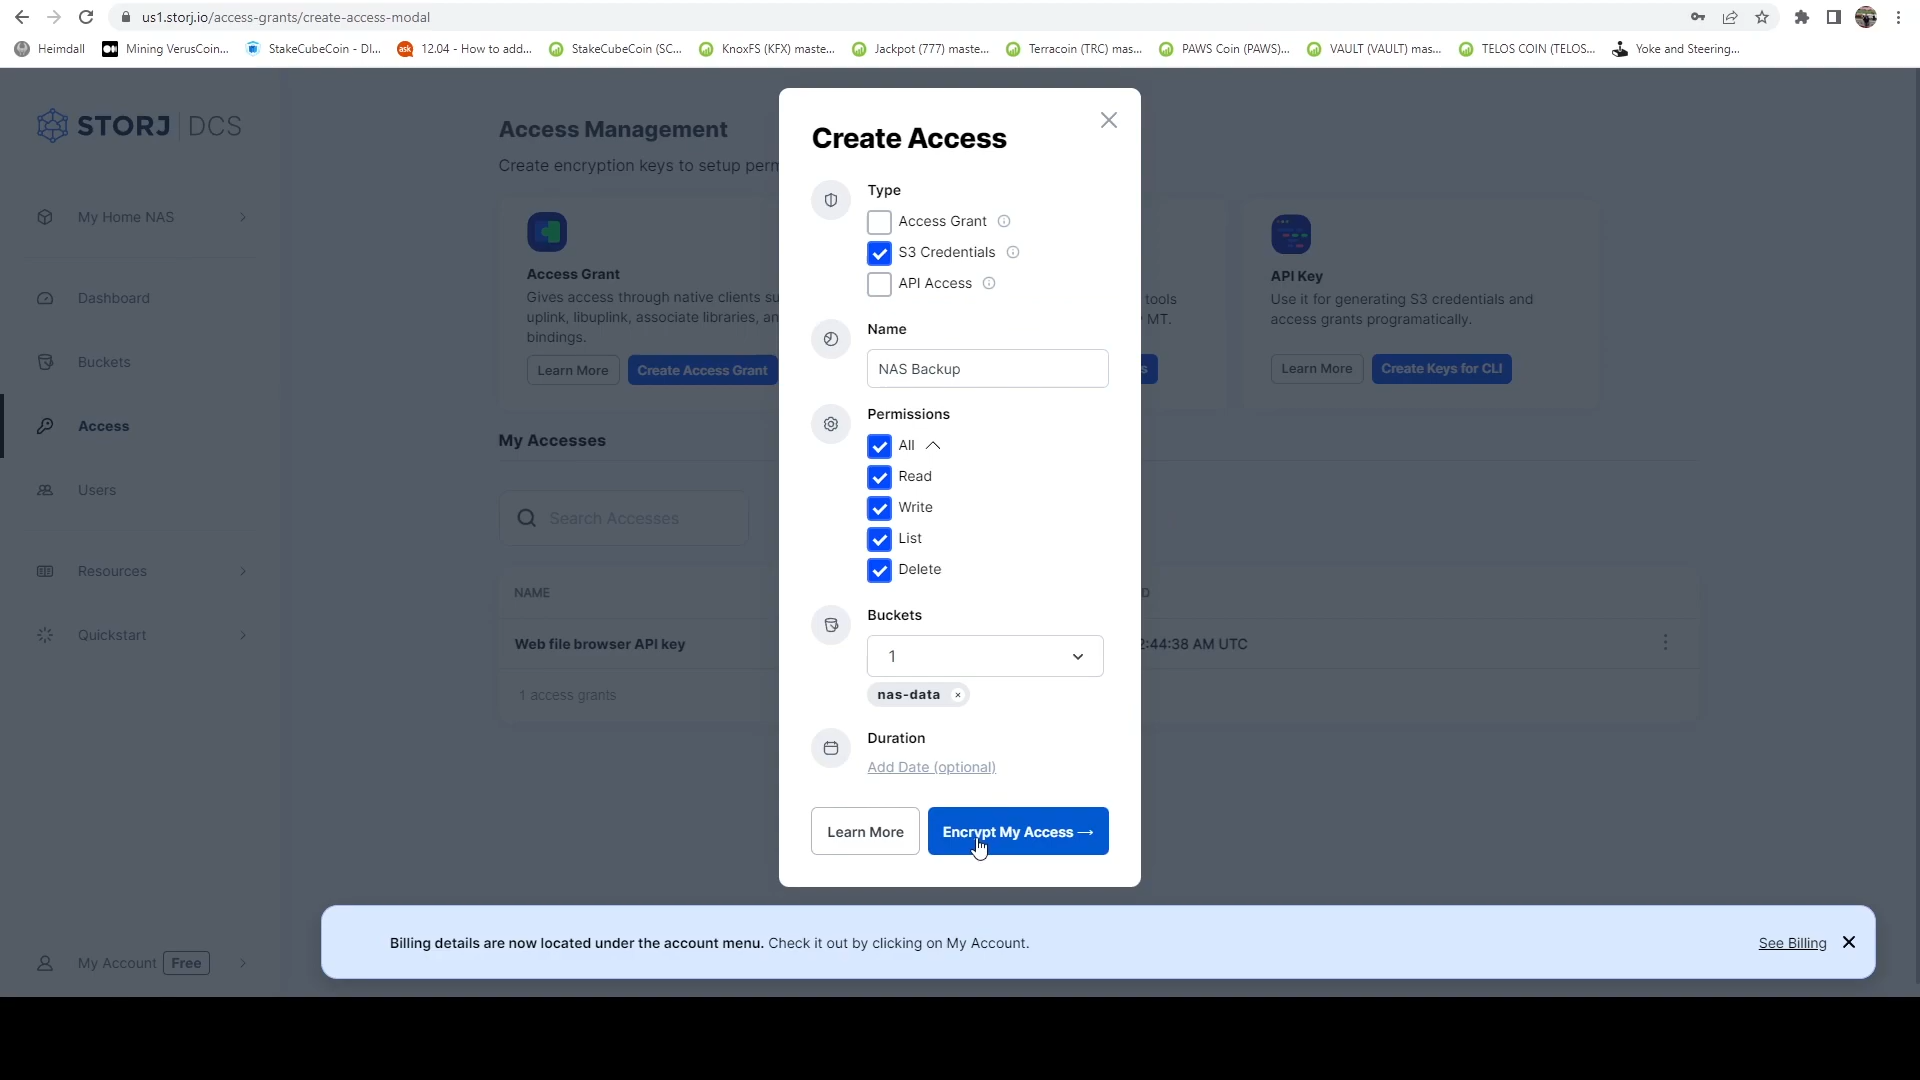 us1.storj.io/access-grants/create-access-modal
Heimdall
Mining VerusCoin...
StakeCubeCoin - DI...
ask
12.04 - How to add...
StakeCubeCoin (SC...
KnoxFS (KFX) maste...
Jackpot (777) maste...
Terracoin (TRC) mas...
PAWS Coin (PAWS)...
VAULT (VAULT) mas...
TELOS COIN (TELOS...
Yoke and Steering...
STORJ DCS
My Home NAS
Dashboard
Buckets
Access
Users
Resources
Quickstart
My Account Free
Access Management
Create encryption keys to setup perm
Access Grant
Gives access through native clients su
uplink, libuplink, associate libraries, an
bindings.
Learn More
Create Access Grant
tools
MT.
s
API Key
Use it for generating S3 credentials and
access grants programatically.
Learn More
Create Keys for CLI
My Accesses
Search Accesses
NAME
Web file browser API key
2:44:38 AM UTC
1 access grants
Create Access
Type
Access Grant
S3 Credentials
API Access
Name
NAS Backup
Permissions
All
Read
Write
List
Delete
Buckets
1
nas-data ×
Duration
Add Date (optional)
Learn More
Encrypt My Access →
Billing details are now located under the account menu. Check it out by clicking on My Account.
See Billing